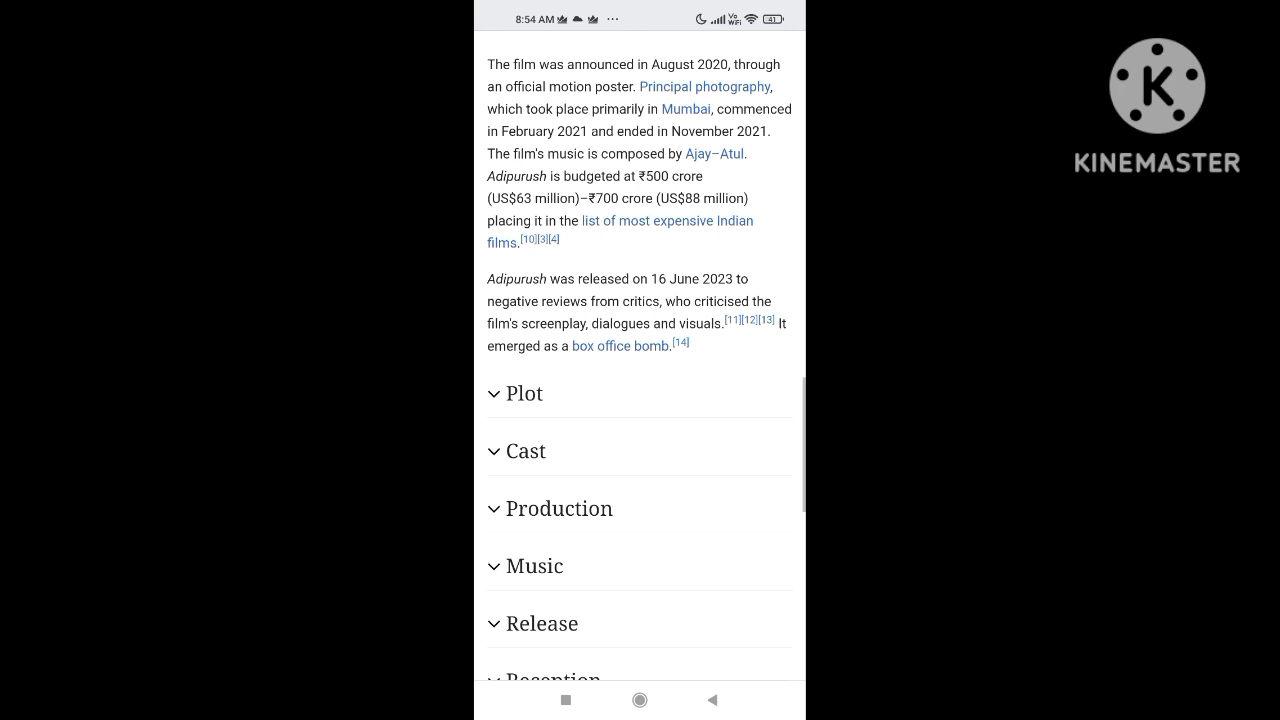 8:54 AM
Vo
WiFi
41
The film was announced in August 2020, through
an official motion poster. Principal photography,
which took place primarily in Mumbai, commenced
in February 2021 and ended in November 2021.
The film's music is composed by Ajay–Atul.
Adipurush is budgeted at ₹500 crore
(US$63 million)–₹700 crore (US$88 million)
placing it in the list of most expensive Indian
films.[10][3][4]
Adipurush was released on 16 June 2023 to
negative reviews from critics, who criticised the
film's screenplay, dialogues and visuals.[11][12][13] It
emerged as a box office bomb.[14]
Plot
Cast
Production
Music
Release
Reception
K
KINEMASTER